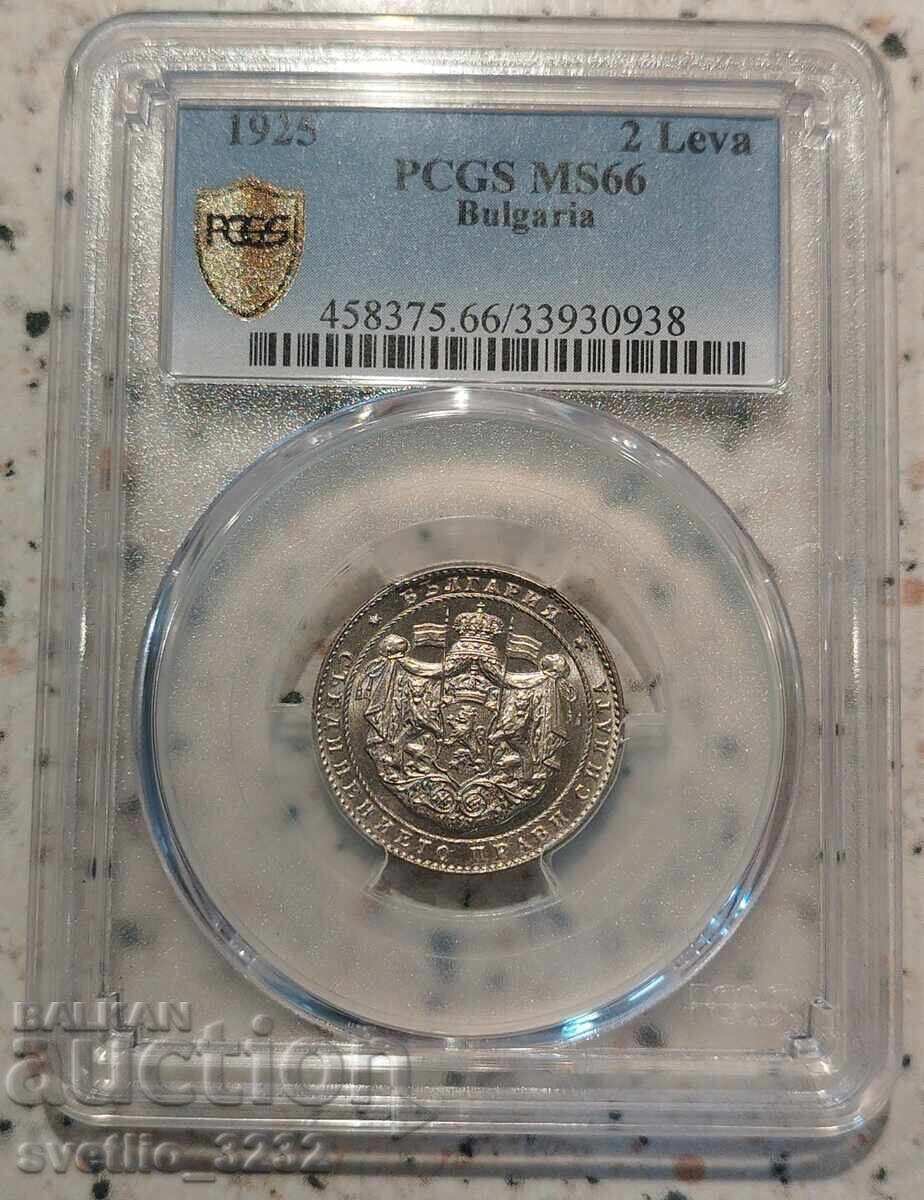 1925 2 Leva
PCGS MS66
Bulgaria
PCGS
458375.66/33930938
* БЪЛГАРИЯ *
СЪЕДИНЕНИЕТО ПРАВИ СИЛАТА
BALKAN
auction
svetlio_3232